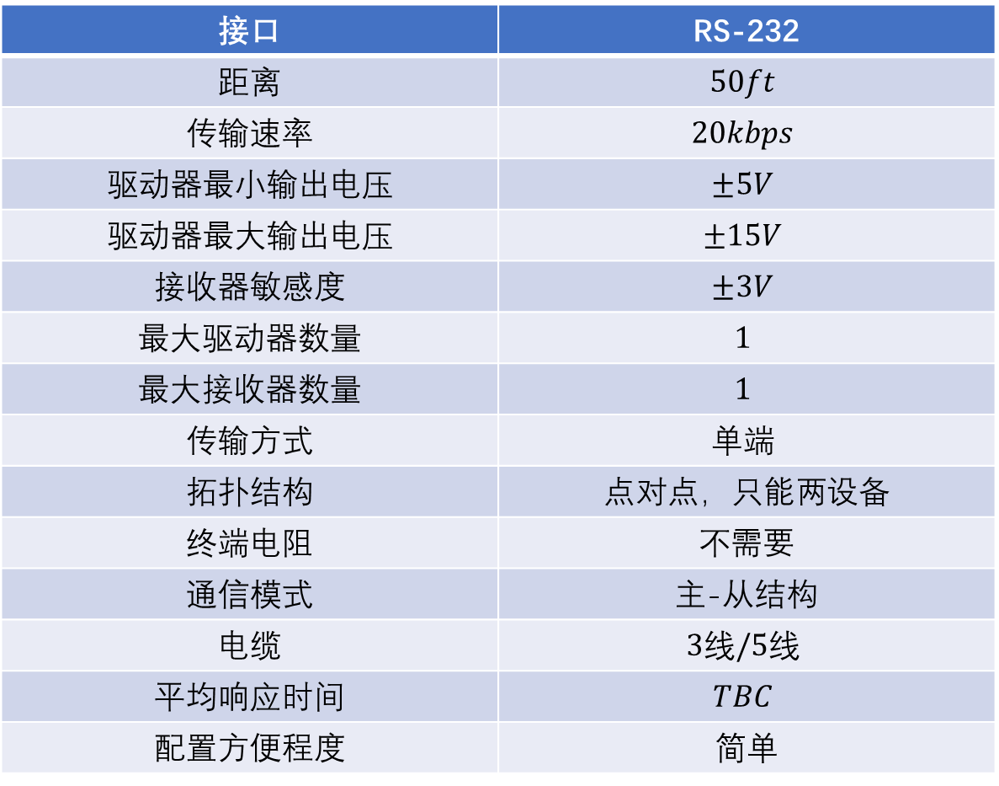 接口 RS-232
距离 50ft
传输速率 20kbps
驱动器最小输出电压 ±5V
驱动器最大输出电压 ±15V
接收器敏感度 ±3V
最大驱动器数量 1
最大接收器数量 1
传输方式 单端
拓扑结构 点对点，只能两设备
终端电阻 不需要
通信模式 主-从结构
电缆 3线/5线
平均响应时间 TBC
配置方便程度 简单